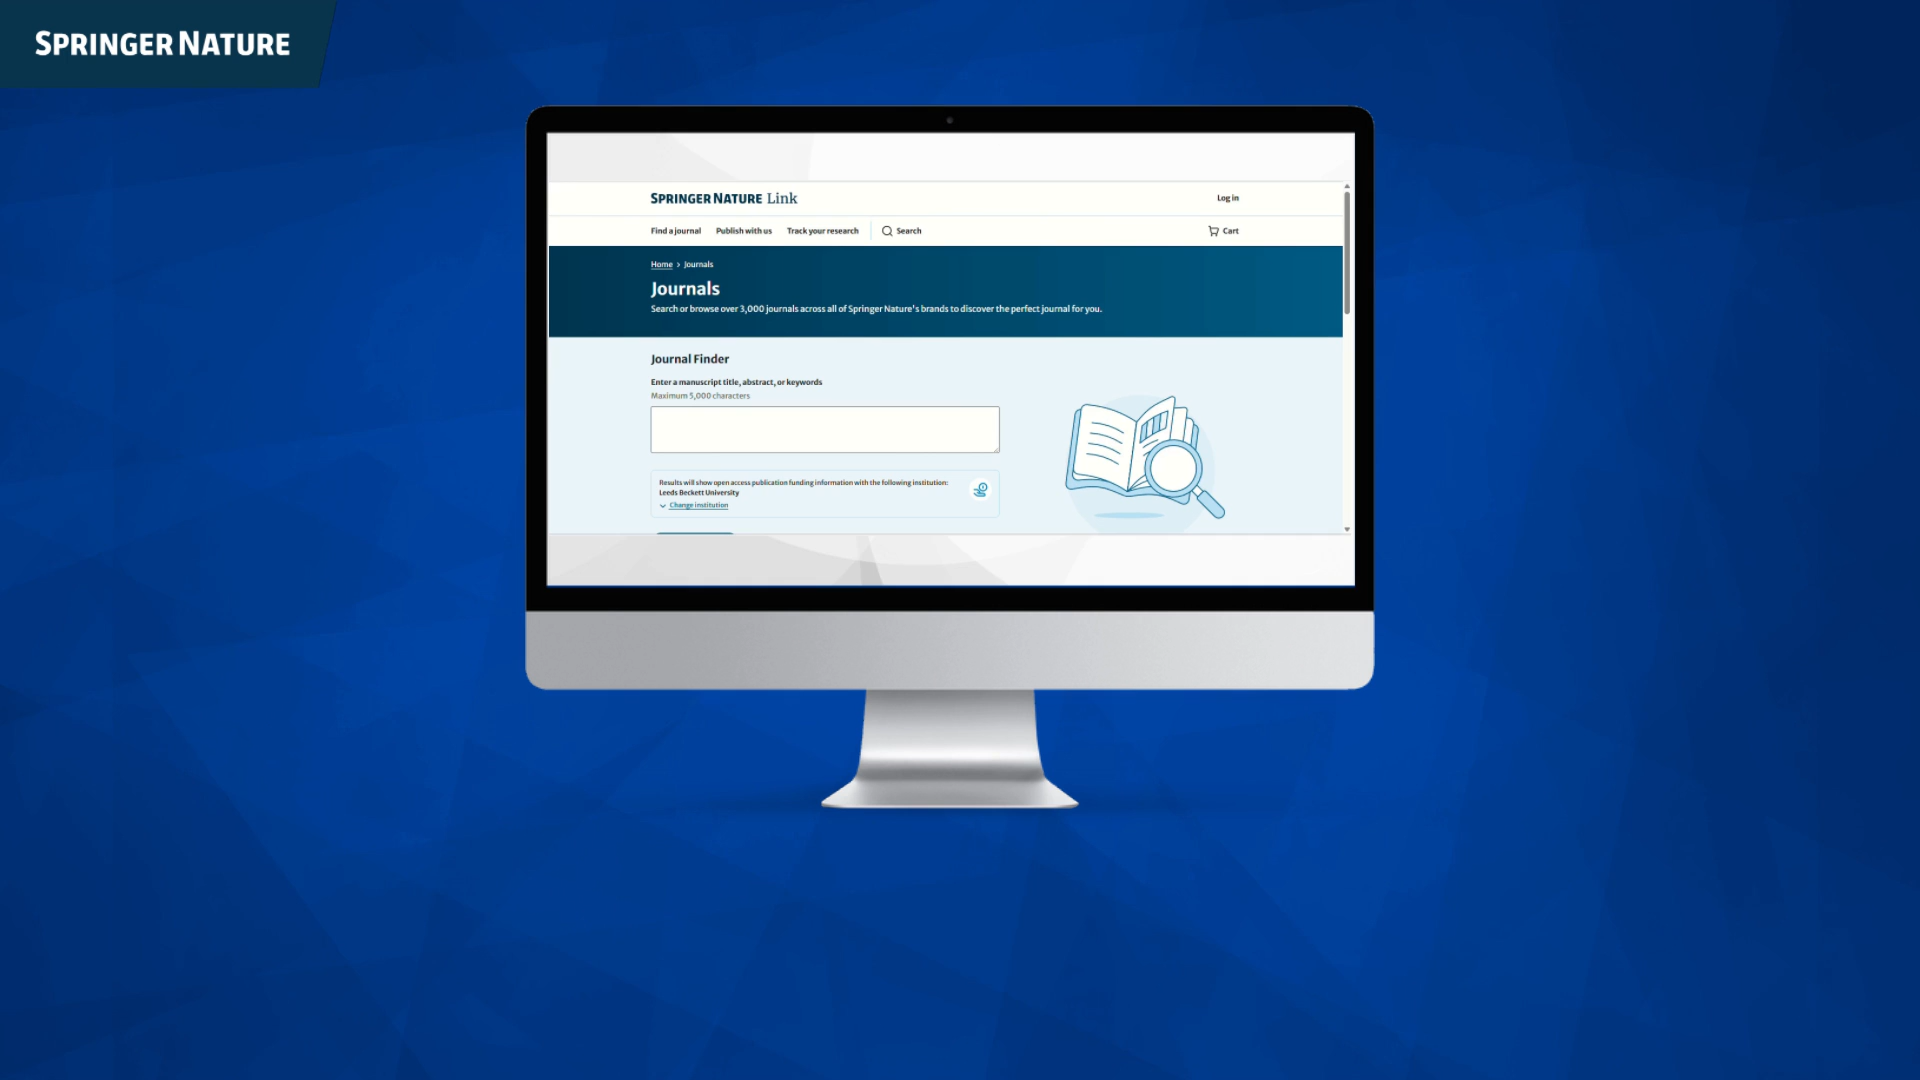 SPRINGER NATURE
SPRINGER NATURE Link
Log in
Find a journal Publish with us Track your research Search Cart
Home > Journals
Journals
Search or browse over 3,000 journals across all of Springer Nature's brands to discover the perfect journal for you.
Journal Finder
Enter a manuscript title, abstract, or keywords
Maximum 5,000 characters
Results will show open access publication funding information with the following institution:
Leeds Beckett University
Change institution